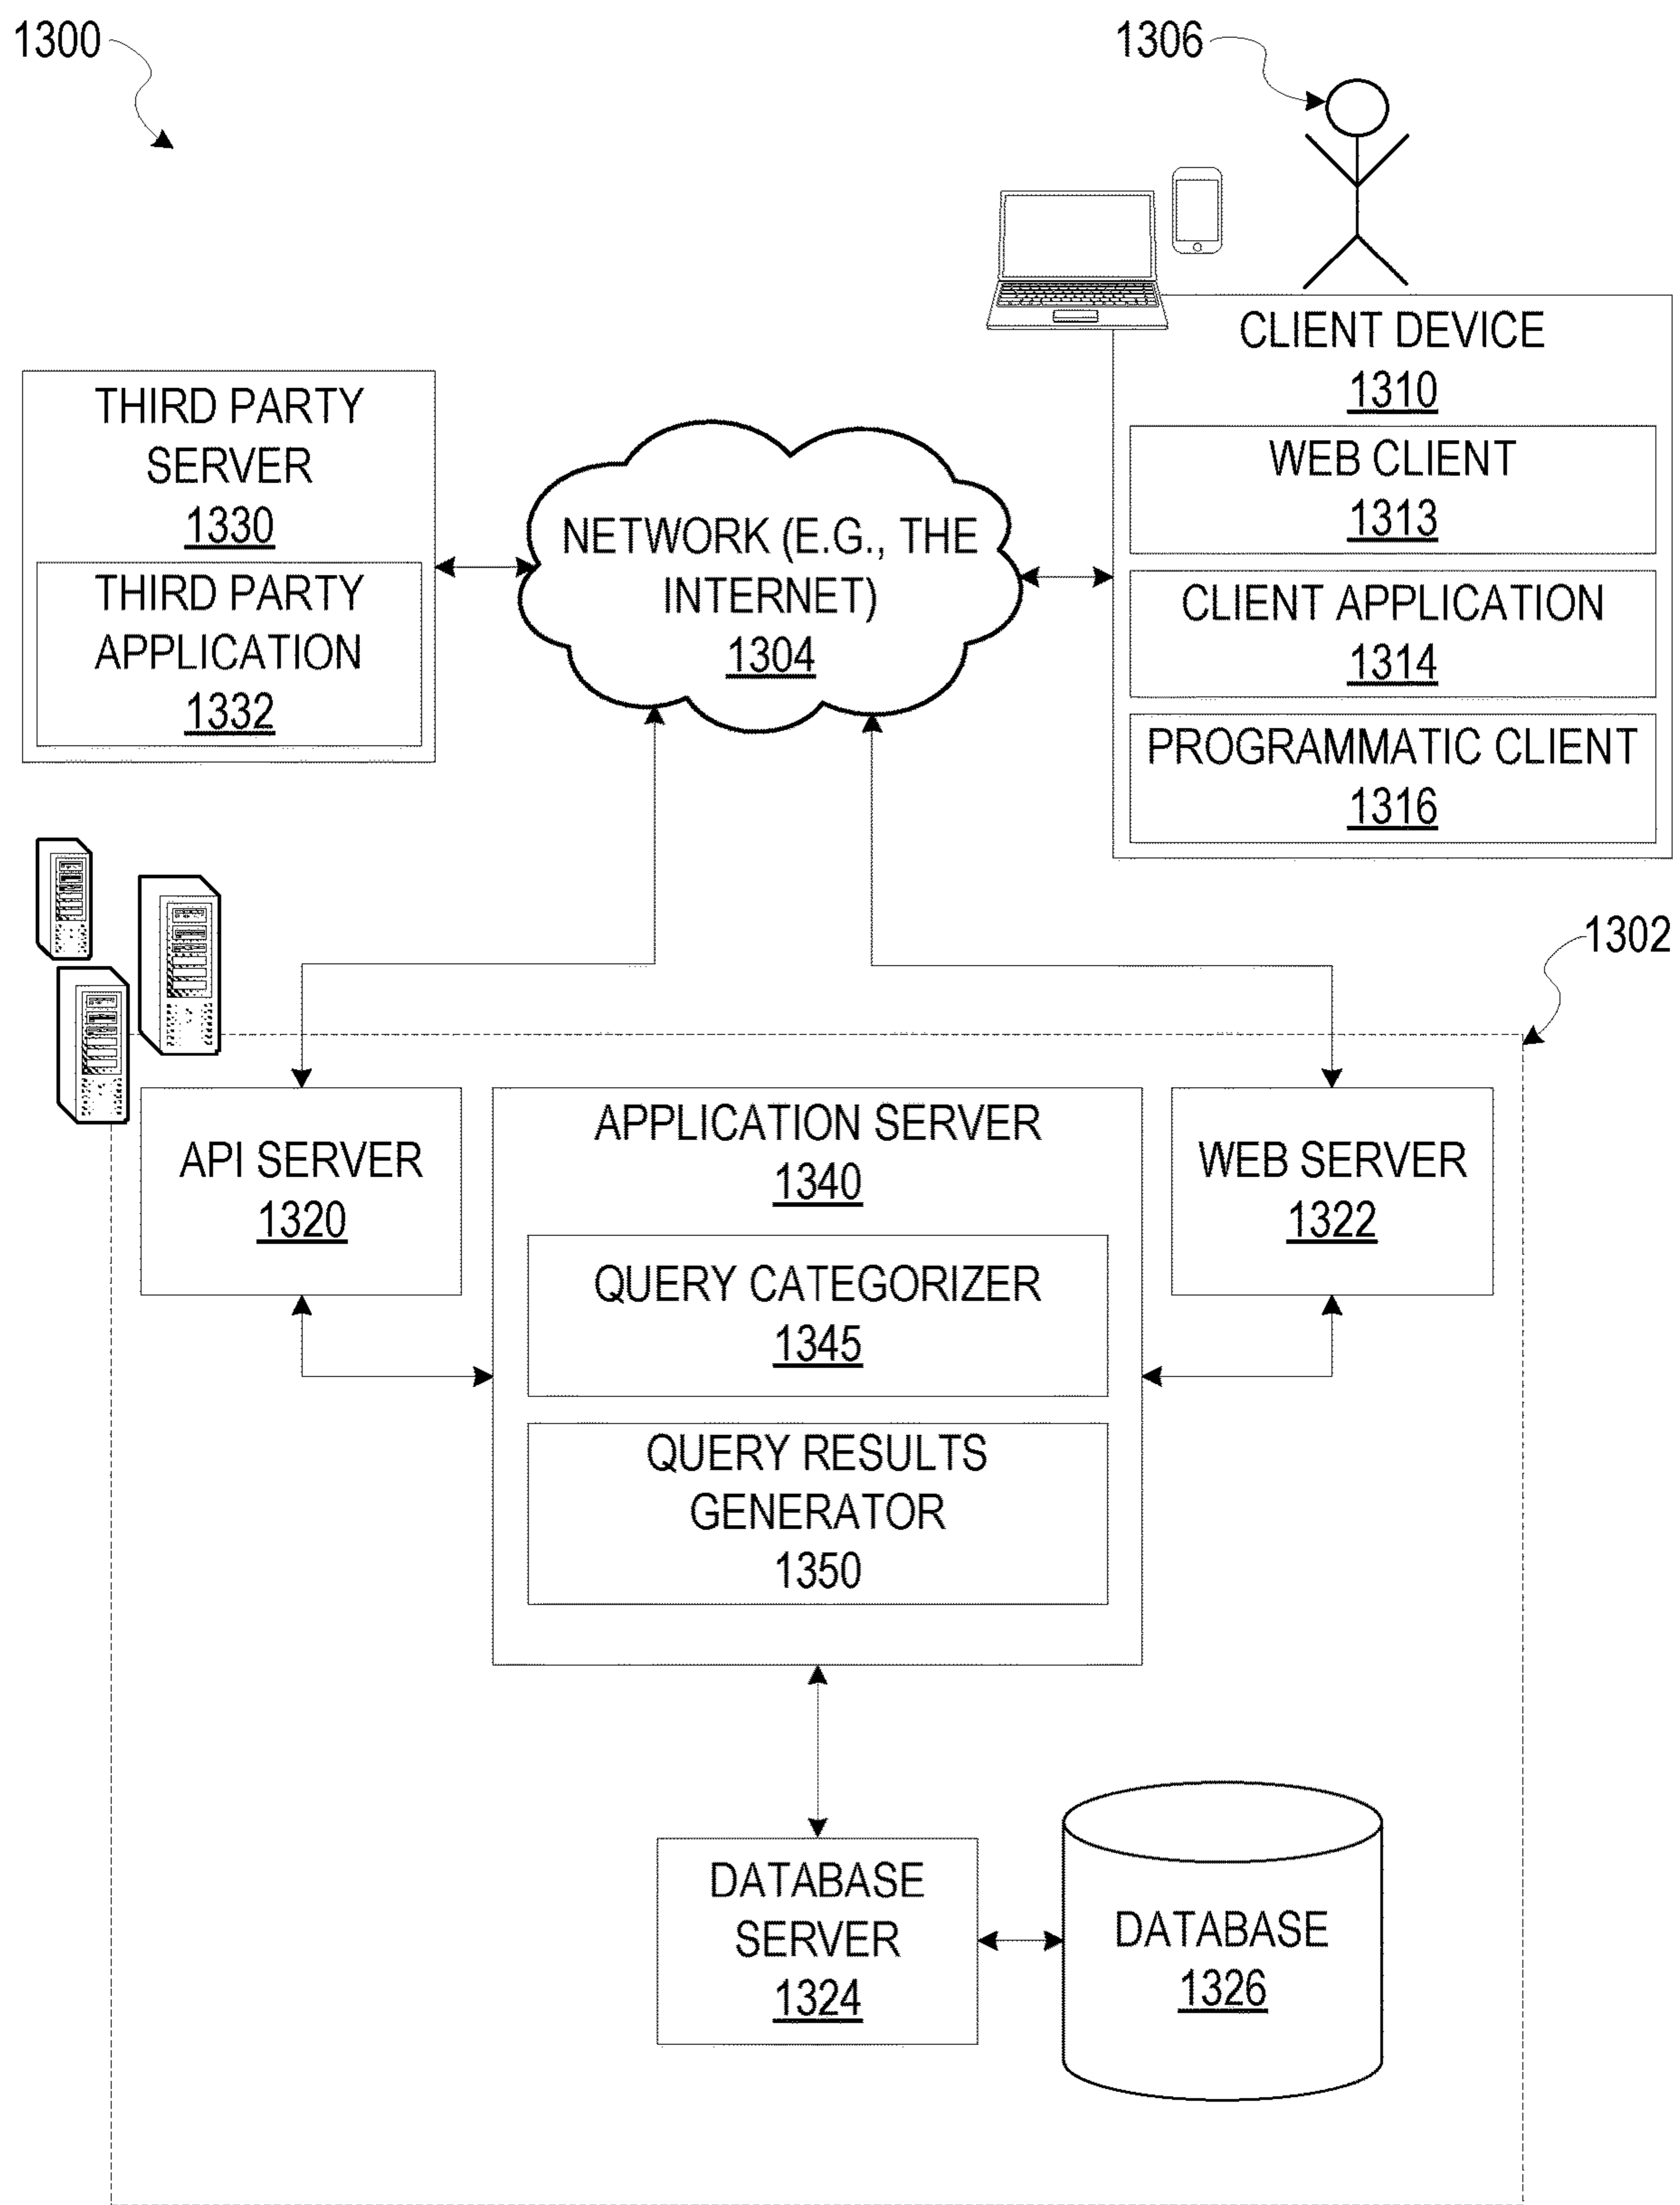 1300
1306
CLIENT DEVICE
1310
WEB CLIENT
1313
CLIENT APPLICATION
1314
PROGRAMMATIC CLIENT
1316
THIRD PARTY
SERVER
1330
THIRD PARTY
APPLICATION
1332
NETWORK (E.G., THE
INTERNET)
1304
1302
API SERVER
1320
APPLICATION SERVER
1340
QUERY CATEGORIZER
1345
QUERY RESULTS
GENERATOR
1350
WEB SERVER
1322
DATABASE
SERVER
1324
DATABASE
1326